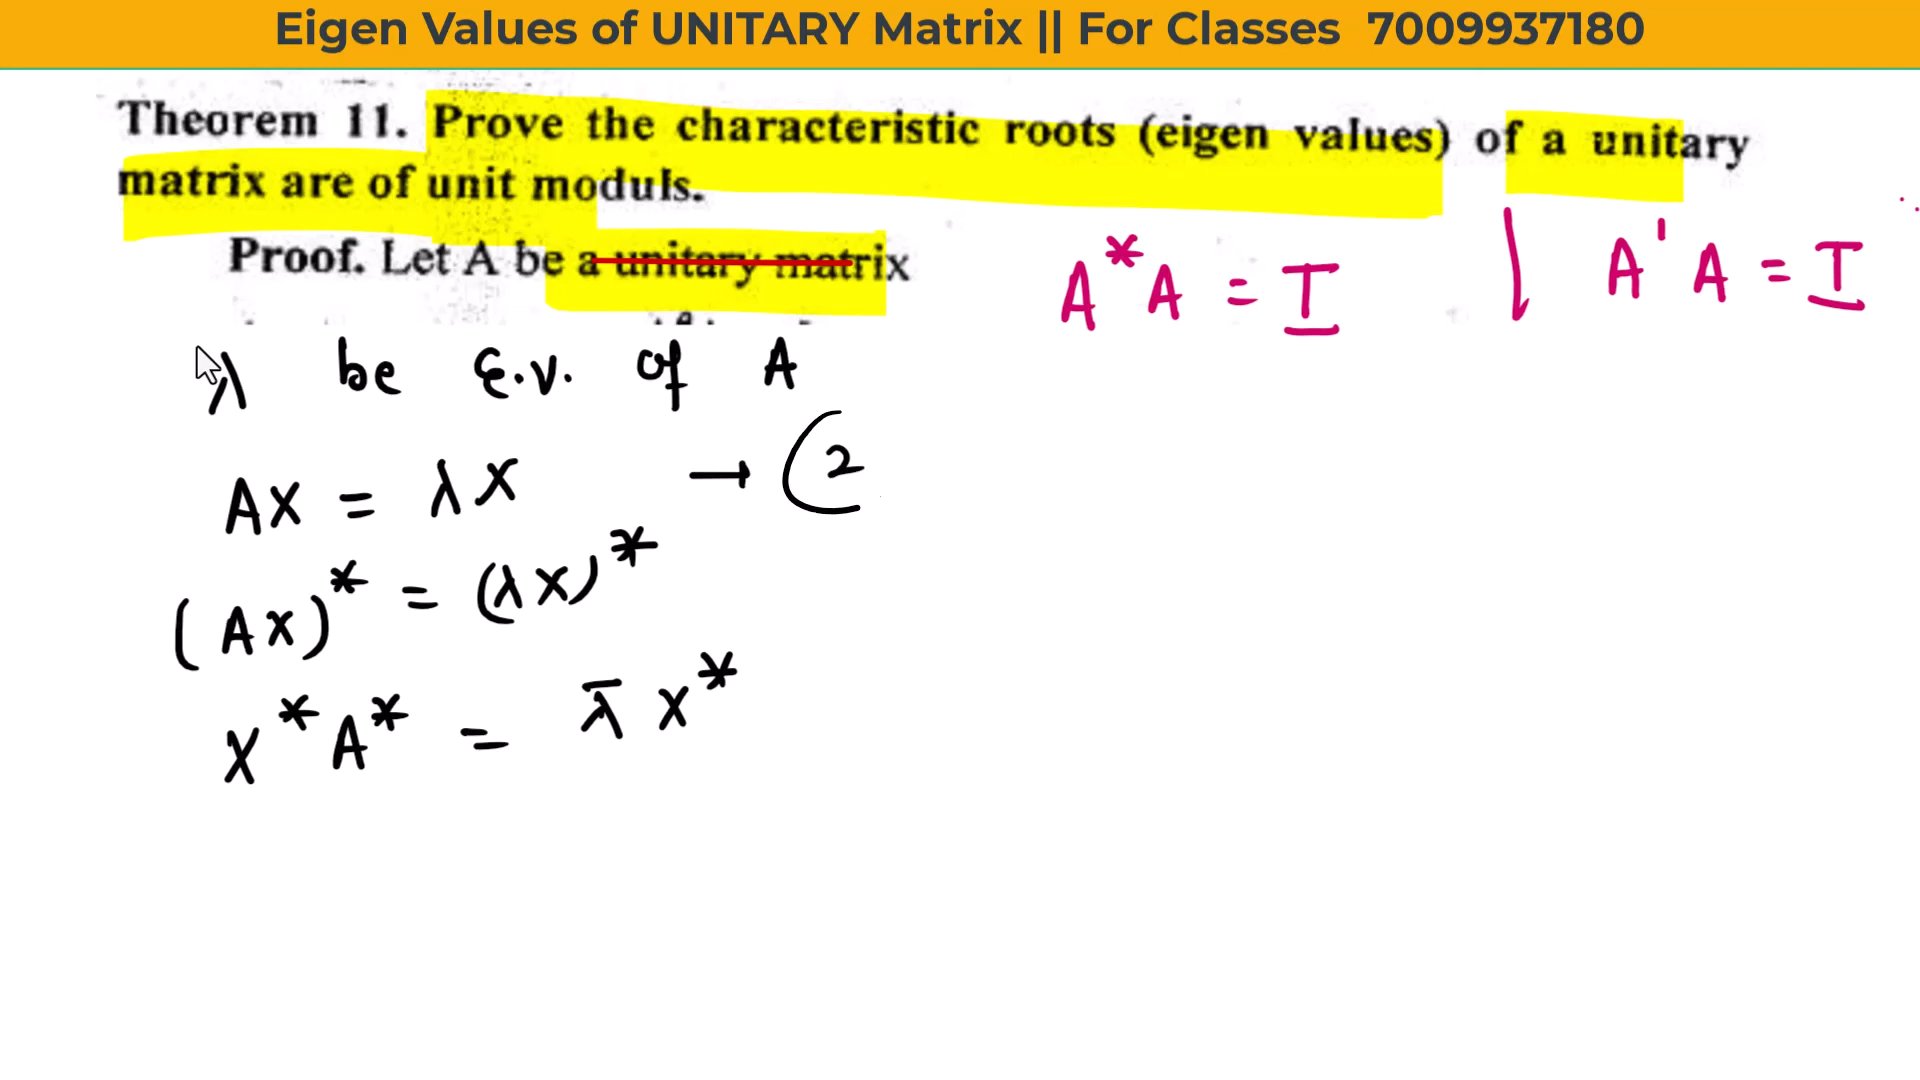 Eigen Values of UNITARY Matrix || For Classes 7009937180
Theorem 11. Prove the characteristic roots (eigen values) of a unitary
matrix are of unit moduls.
Proof. Let A be a unitary matrix
A* A = I | A' A = I
λ be E.v. of A
AX = λX → (2
(AX)* = (λX)*
X* A* = λ̄ X*